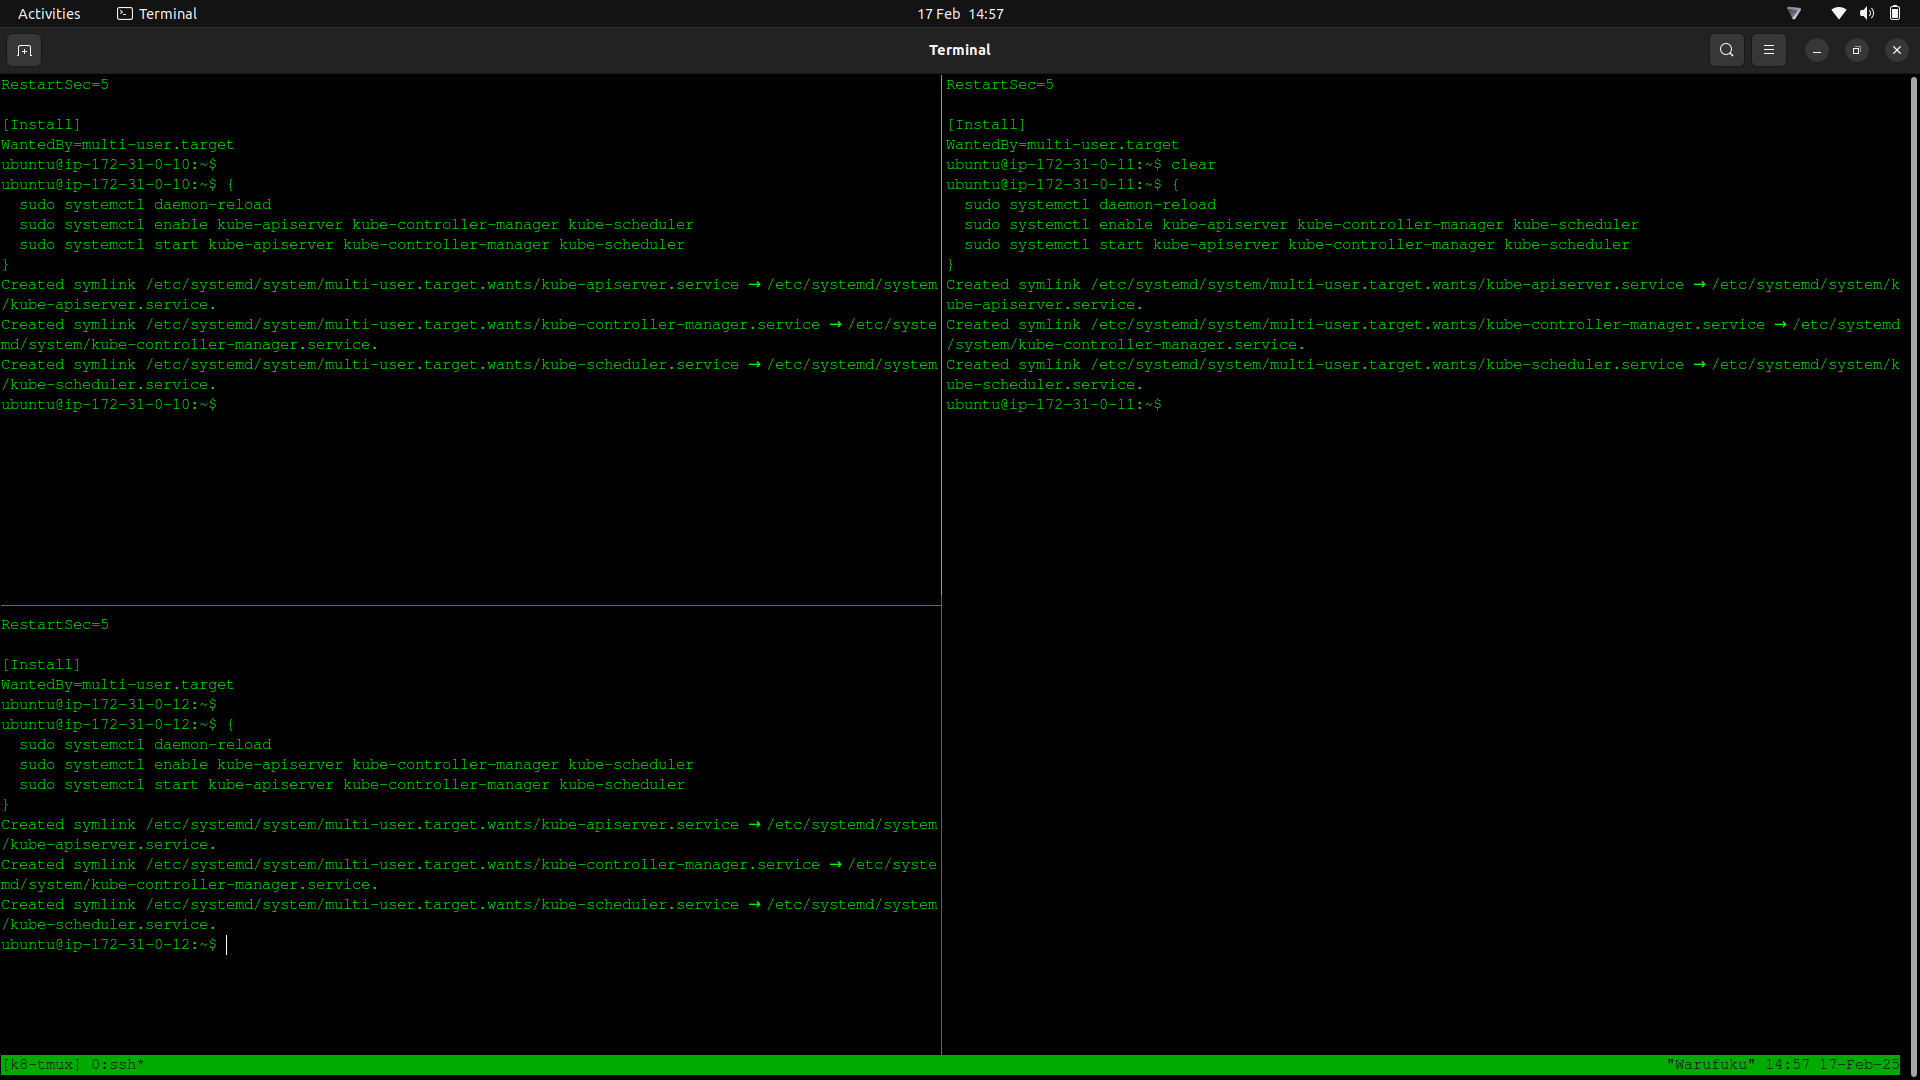 Activities Terminal 17 Feb 14:57
Terminal
RestartSec=5
[Install]
WantedBy=multi-user.target
ubuntu@ip-172-31-0-10:~$
ubuntu@ip-172-31-0-10:~$ {
  sudo systemctl daemon-reload
  sudo systemctl enable kube-apiserver kube-controller-manager kube-scheduler
  sudo systemctl start kube-apiserver kube-controller-manager kube-scheduler
}
Created symlink /etc/systemd/system/multi-user.target.wants/kube-apiserver.service → /etc/systemd/system
/kube-apiserver.service.
Created symlink /etc/systemd/system/multi-user.target.wants/kube-controller-manager.service → /etc/syste
md/system/kube-controller-manager.service.
Created symlink /etc/systemd/system/multi-user.target.wants/kube-scheduler.service → /etc/systemd/system
/kube-scheduler.service.
ubuntu@ip-172-31-0-10:~$
RestartSec=5
[Install]
WantedBy=multi-user.target
ubuntu@ip-172-31-0-11:~$ clear
ubuntu@ip-172-31-0-11:~$ {
  sudo systemctl daemon-reload
  sudo systemctl enable kube-apiserver kube-controller-manager kube-scheduler
  sudo systemctl start kube-apiserver kube-controller-manager kube-scheduler
}
Created symlink /etc/systemd/system/multi-user.target.wants/kube-apiserver.service → /etc/systemd/system/k
ube-apiserver.service.
Created symlink /etc/systemd/system/multi-user.target.wants/kube-controller-manager.service → /etc/systemd
/system/kube-controller-manager.service.
Created symlink /etc/systemd/system/multi-user.target.wants/kube-scheduler.service → /etc/systemd/system/k
ube-scheduler.service.
ubuntu@ip-172-31-0-11:~$
RestartSec=5
[Install]
WantedBy=multi-user.target
ubuntu@ip-172-31-0-12:~$
ubuntu@ip-172-31-0-12:~$ {
  sudo systemctl daemon-reload
  sudo systemctl enable kube-apiserver kube-controller-manager kube-scheduler
  sudo systemctl start kube-apiserver kube-controller-manager kube-scheduler
}
Created symlink /etc/systemd/system/multi-user.target.wants/kube-apiserver.service → /etc/systemd/system
/kube-apiserver.service.
Created symlink /etc/systemd/system/multi-user.target.wants/kube-controller-manager.service → /etc/syste
md/system/kube-controller-manager.service.
Created symlink /etc/systemd/system/multi-user.target.wants/kube-scheduler.service → /etc/systemd/system
/kube-scheduler.service.
ubuntu@ip-172-31-0-12:~$
[k8-tmux] 0:ssh* "Warufuku" 14:57 17-Feb-25